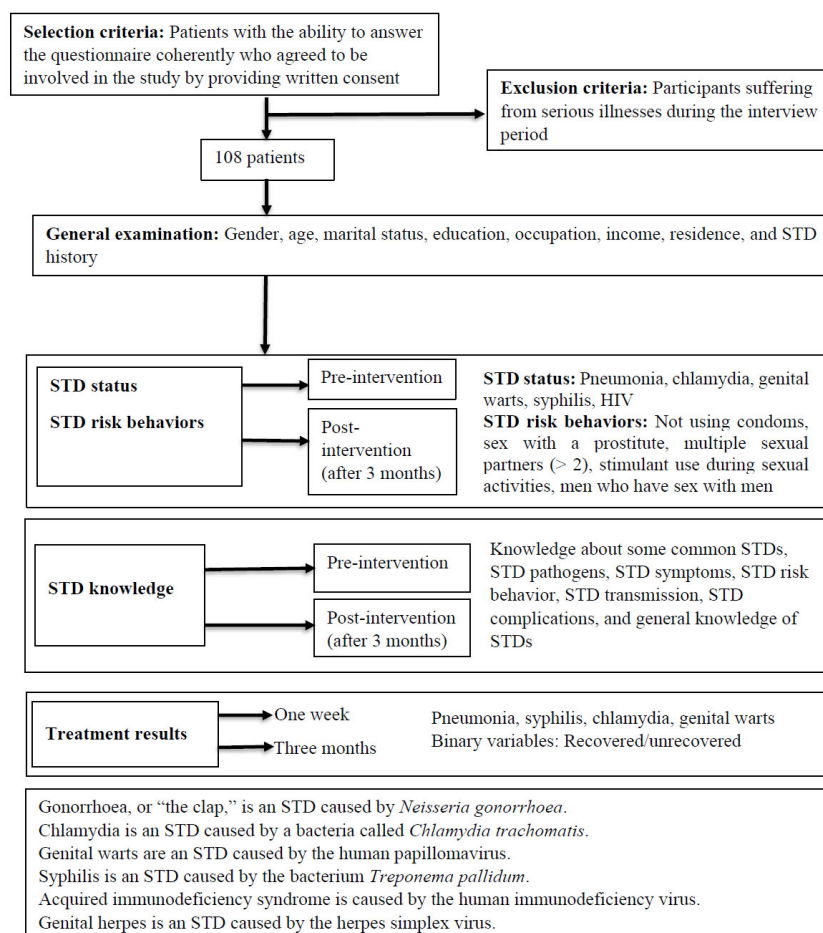 Selection criteria: Patients with the ability to answer
the questionnaire coherently who agreed to be
involved in the study by providing written consent
Exclusion criteria: Participants suffering
from serious illnesses during the interview
period
108 patients
General examination: Gender, age, marital status, education, occupation, income, residence, and STD
history
STD status
STD risk behaviors
Pre-intervention
Post-
intervention
(after 3 months)
STD status: Pneumonia, chlamydia, genital
warts, syphilis, HIV
STD risk behaviors: Not using condoms,
sex with a prostitute, multiple sexual
partners (> 2), stimulant use during sexual
activities, men who have sex with men
STD knowledge
Pre-intervention
Post-intervention
(after 3 months)
Knowledge about some common STDs,
STD pathogens, STD symptoms, STD risk
behavior, STD transmission, STD
complications, and general knowledge of
STDs
Treatment results
One week
Three months
Pneumonia, syphilis, chlamydia, genital warts
Binary variables: Recovered/unrecovered
Gonorrhoea, or “the clap,” is an STD caused by Neisseria gonorrhoea.
Chlamydia is an STD caused by a bacteria called Chlamydia trachomatis.
Genital warts are an STD caused by the human papillomavirus.
Syphilis is an STD caused by the bacterium Treponema pallidum.
Acquired immunodeficiency syndrome is caused by the human immunodeficiency virus.
Genital herpes is an STD caused by the herpes simplex virus.